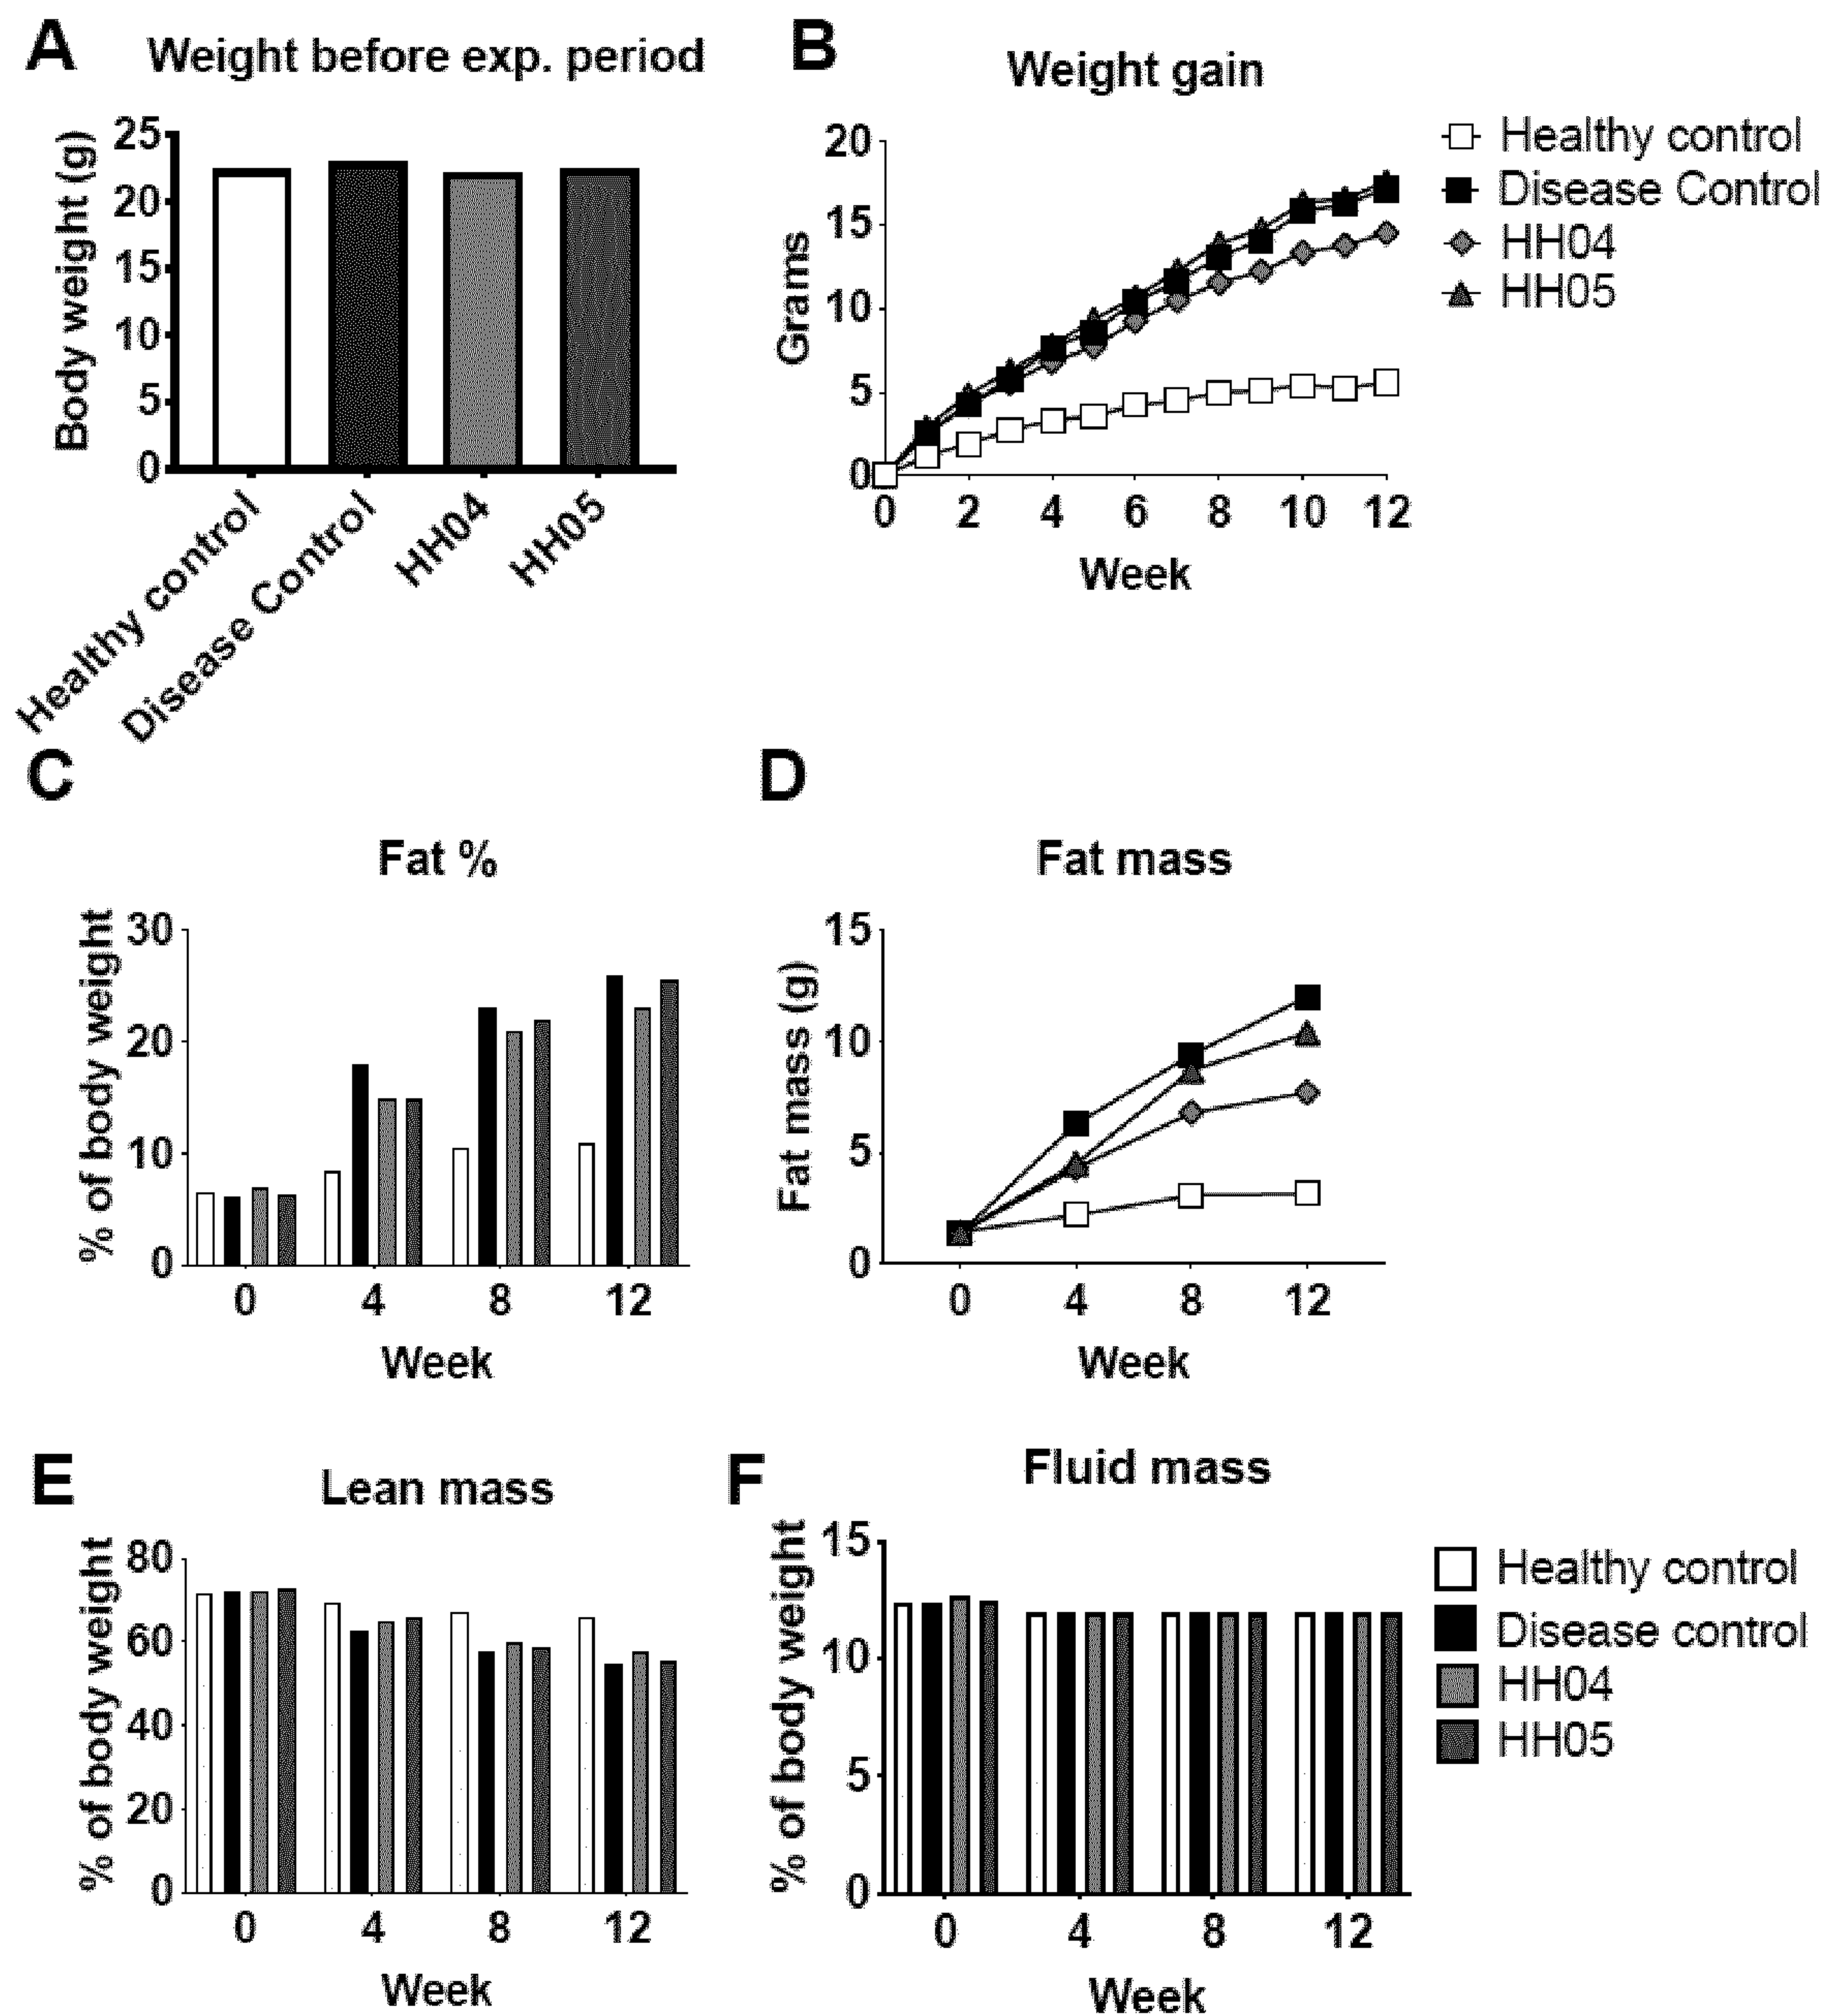 A
Weight before exp. period
Body weight (g)
25
20
15
10
5
0
Healthy control
Disease Control
HH04
HH05
B
Weight gain
Grams
20
15
10
5
0
0 2 4 6 8 10 12
Week
Healthy control
Disease Control
HH04
HH05
C
Fat %
% of body weight
30
20
10
0
0 4 8 12
Week
D
Fat mass
Fat mass (g)
15
10
5
0
0 4 8 12
Week
E
Lean mass
% of body weight
80
60
40
20
0
0 4 8 12
Week
F
Fluid mass
% of body weight
15
10
5
0
0 4 8 12
Week
Healthy control
Disease control
HH04
HH05